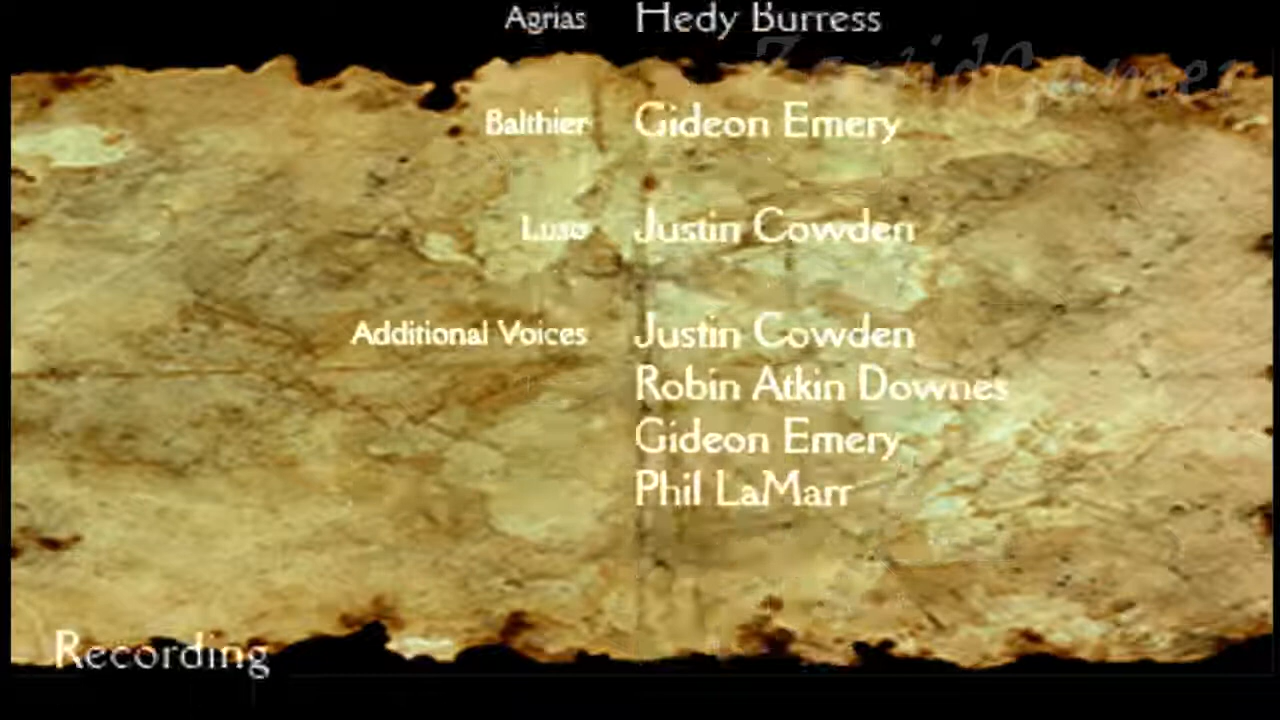 Agrias Hedy Burress
Balthier Gideon Emery
Luso Justin Cowden
Additional Voices Justin Cowden
Robin Atkin Downes
Gideon Emery
Phil LaMarr
Recording